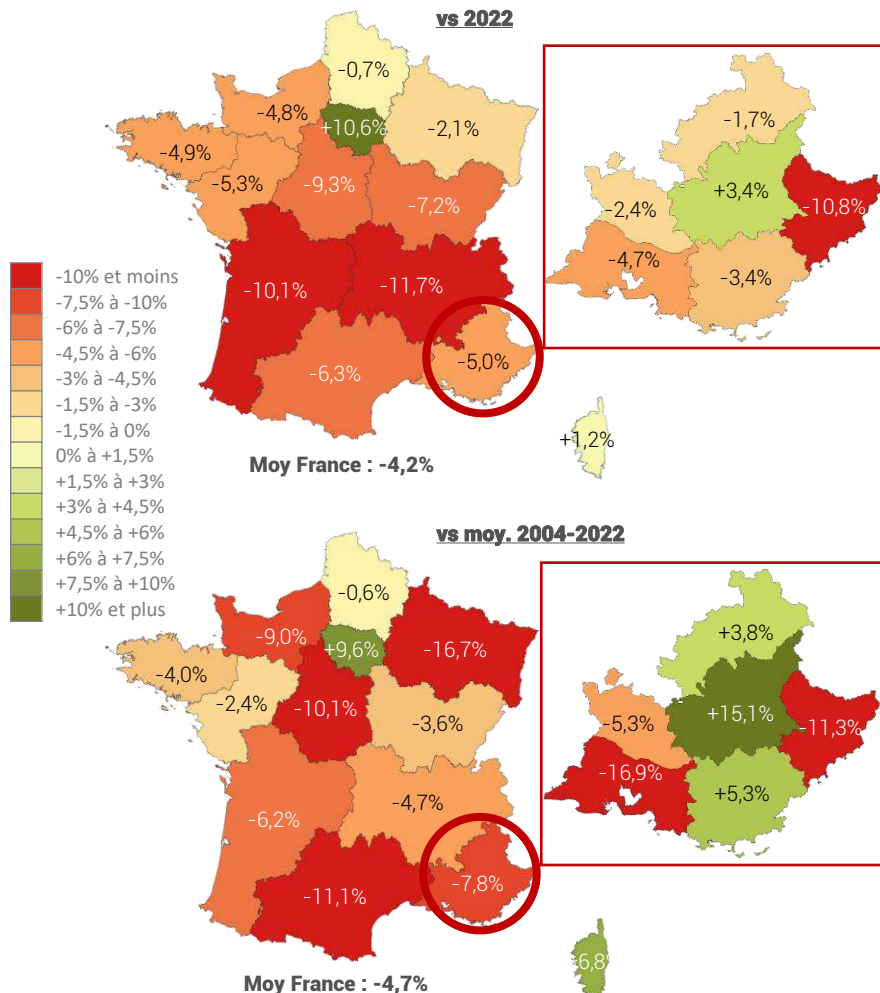 vs 2022
-0,7%
-4,8%
+10,6%
-2,1%
-4,9%
-5,3%
-9,3%
-7,2%
-10,1%
-11,7%
-6,3%
-5,0%
+1,2%
Moy France : -4,2%
-1,7%
+3,4%
-10,8%
-2,4%
-4,7%
-3,4%
-10% et moins
-7,5% à -10%
-6% à -7,5%
-4,5% à -6%
-3% à -4,5%
-1,5% à -3%
-1,5% à 0%
0% à +1,5%
+1,5% à +3%
+3% à +4,5%
+4,5% à +6%
+6% à +7,5%
+7,5% à +10%
+10% et plus
vs moy. 2004-2022
-0,6%
-9,0%
+9,6%
-16,7%
-4,0%
-2,4%
-10,1%
-3,6%
-6,2%
-4,7%
-11,1%
-7,8%
+6,8%
Moy France : -4,7%
+3,8%
+15,1%
-11,3%
-5,3%
-16,9%
+5,3%